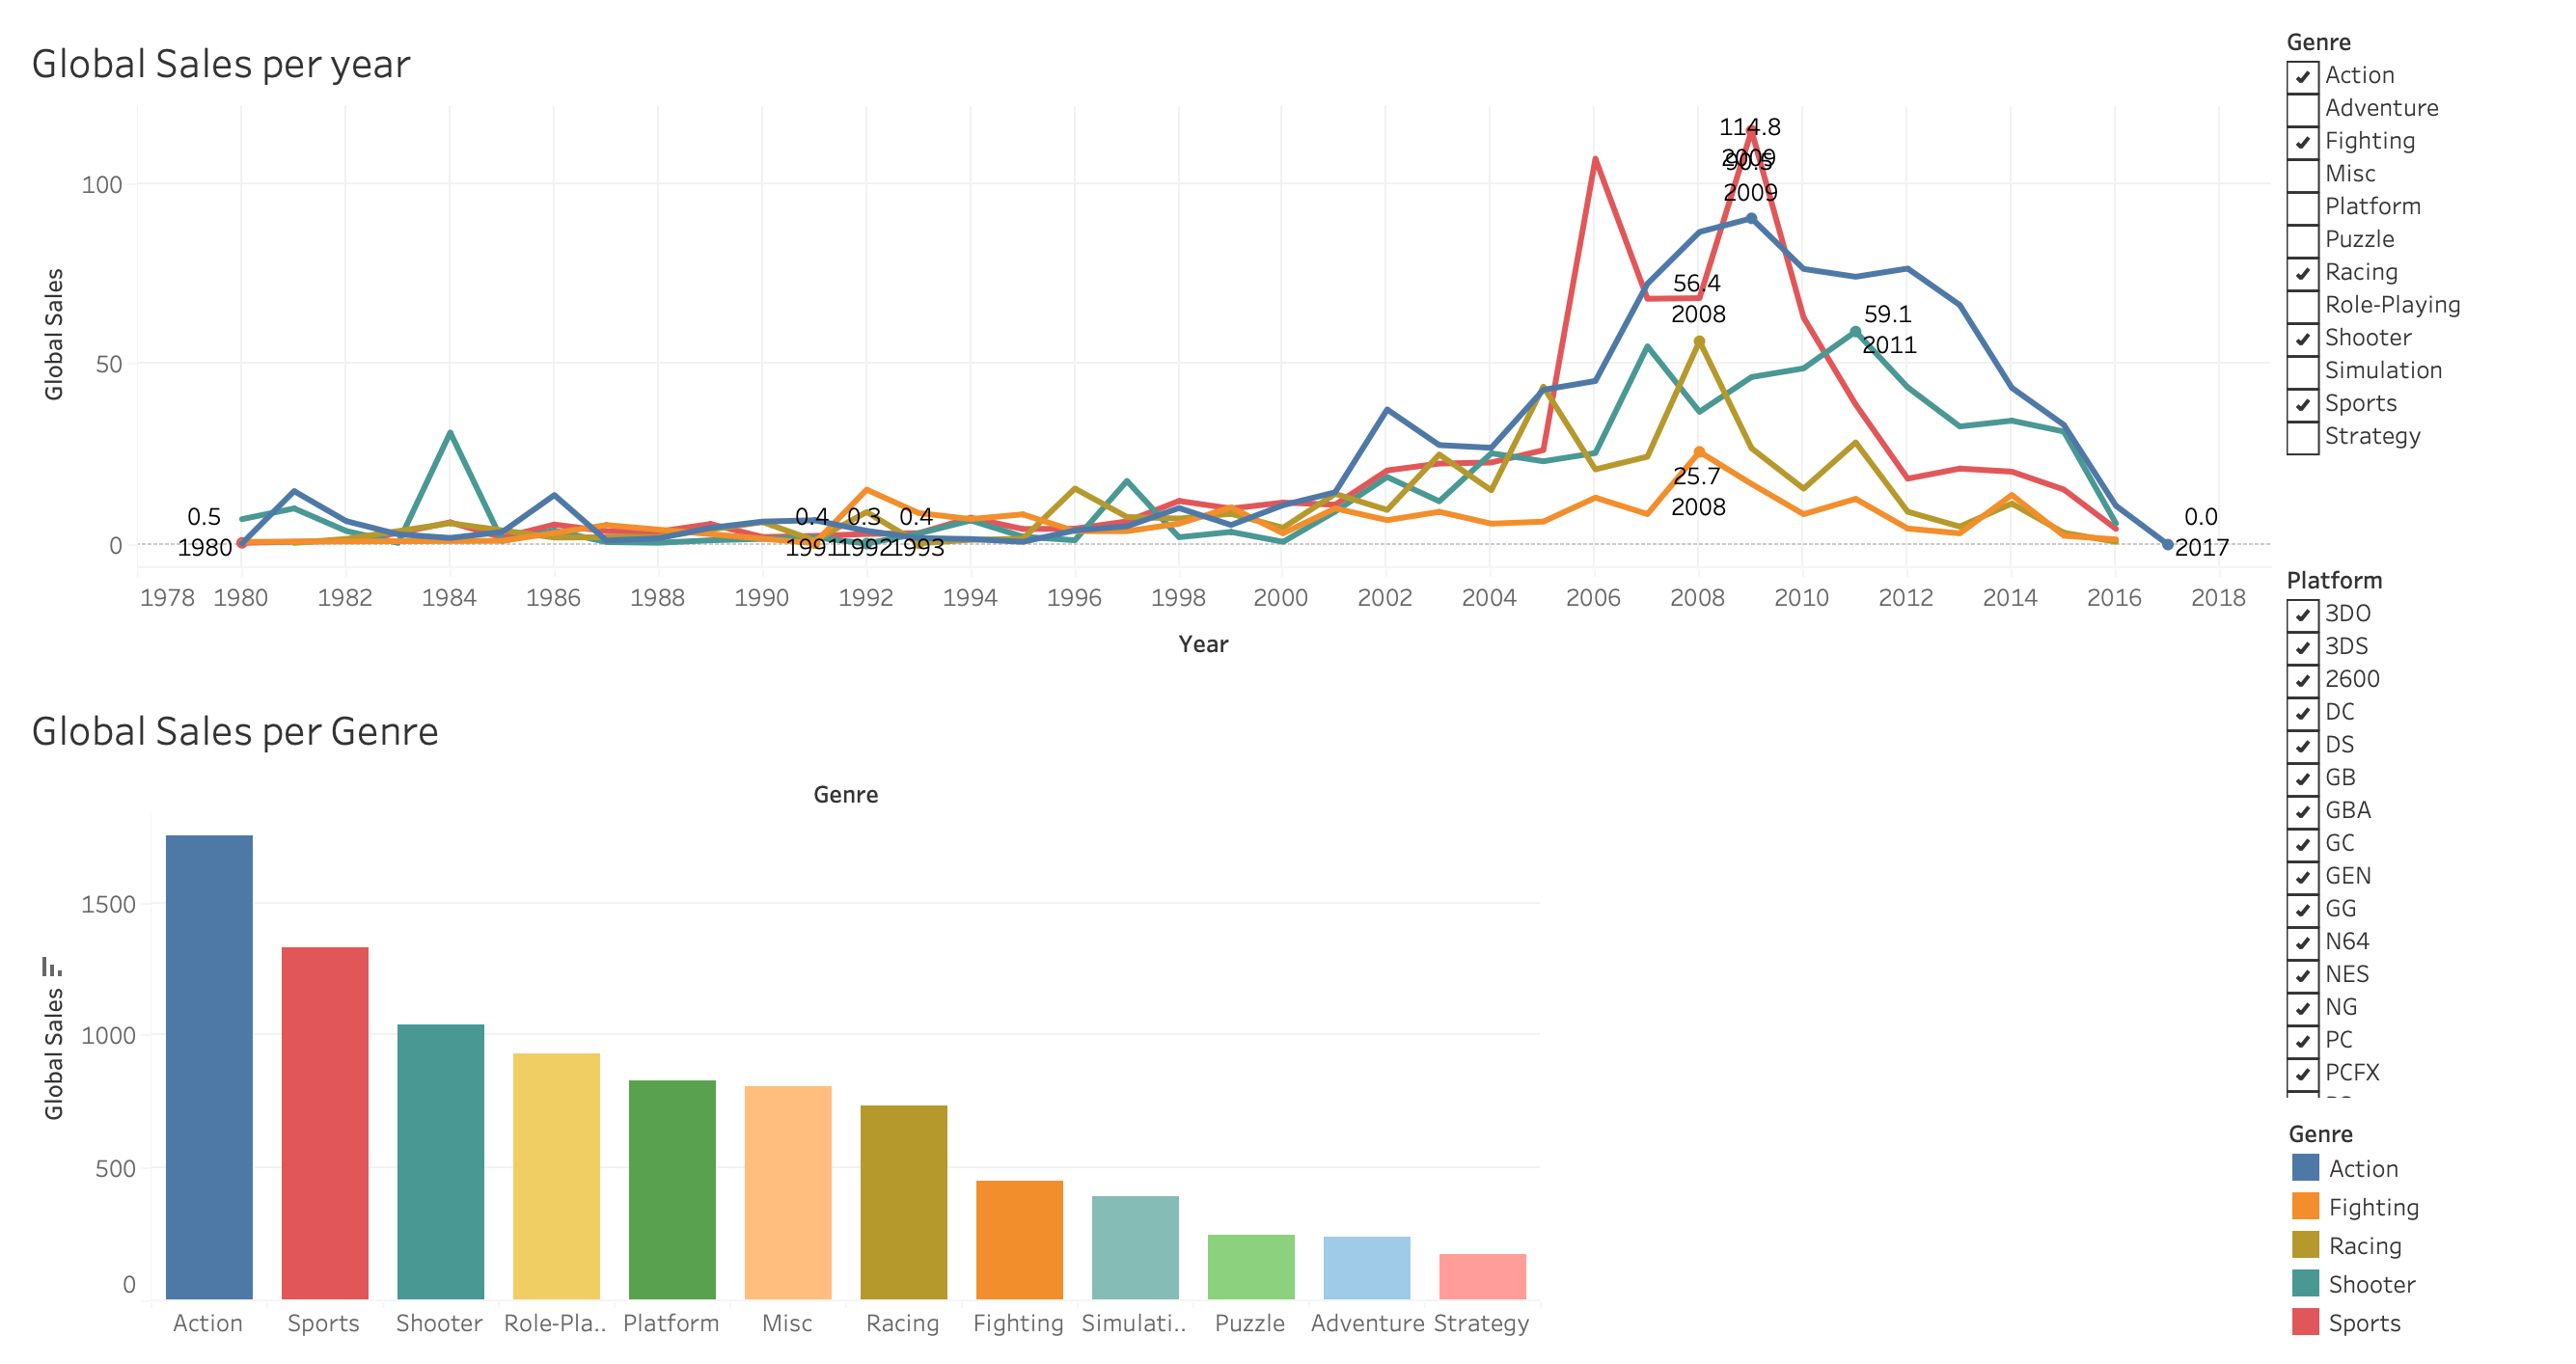 Global Sales per year
114.8
2009
90.5
2009
100
56.4
2008
59.1
2011
50
25.7
2008
0.5
1980
0.4
1991
0.3
1992
0.4
1993
0.0
2017
0
Global Sales
1978 1980 1982 1984 1986 1988 1990 1992 1994 1996 1998 2000 2002 2004 2006 2008 2010 2012 2014 2016 2018
Year
Global Sales per Genre
Genre
1500
1000
500
0
Global Sales
Action Sports Shooter Role-Pla.. Platform Misc Racing Fighting Simulati.. Puzzle Adventure Strategy
Genre
Action
Adventure
Fighting
Misc
Platform
Puzzle
Racing
Role-Playing
Shooter
Simulation
Sports
Strategy
Platform
3DO
3DS
2600
DC
DS
GB
GBA
GC
GEN
GG
N64
NES
NG
PC
PCFX
Genre
Action
Fighting
Racing
Shooter
Sports